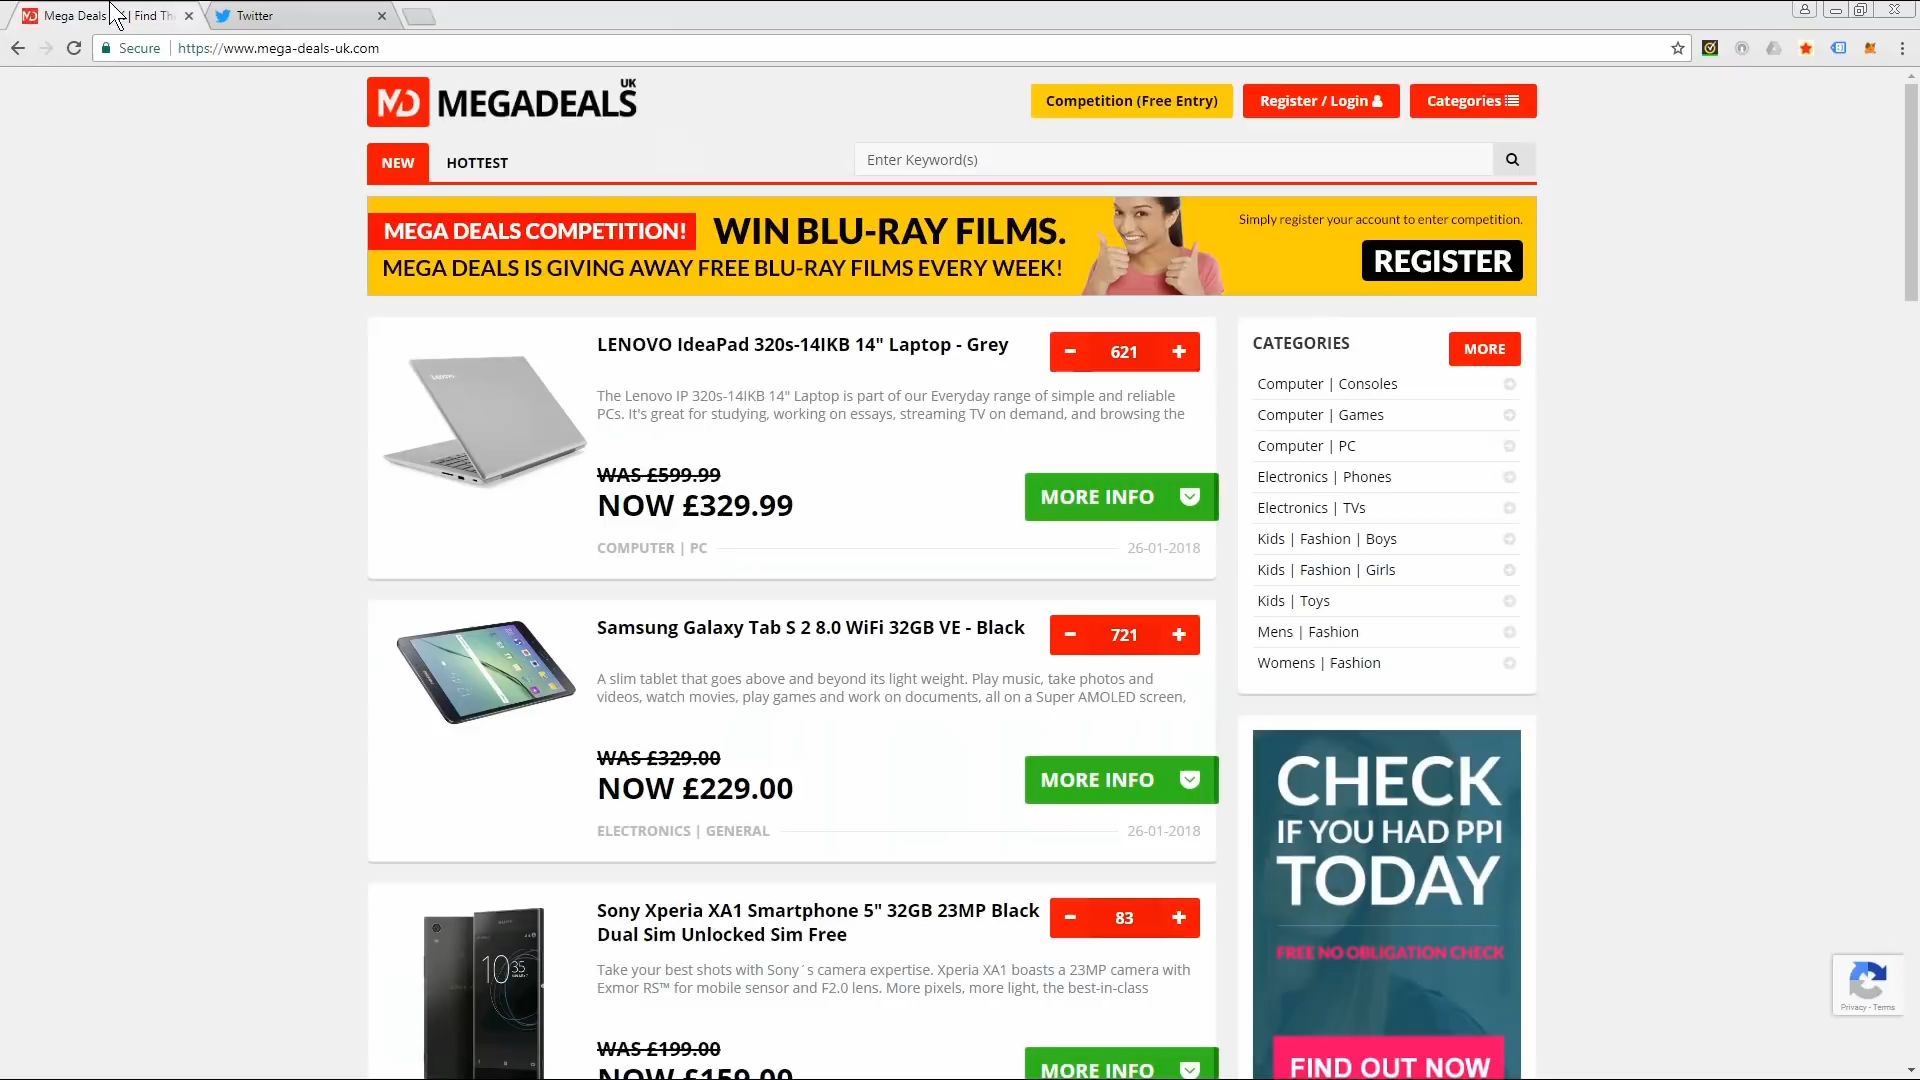 Mega Deals | Find The
Twitter
Secure https://www.mega-deals-uk.com
MD MEGADEALS UK
Competition (Free Entry)
Register / Login
Categories
NEW
HOTTEST
Enter Keyword(s)
MEGA DEALS COMPETITION! WIN BLU-RAY FILMS.
MEGA DEALS IS GIVING AWAY FREE BLU-RAY FILMS EVERY WEEK!
Simply register your account to enter competition.
REGISTER
LENOVO IdeaPad 320s-14IKB 14" Laptop - Grey
− 621 +
The Lenovo IP 320s-14IKB 14" Laptop is part of our Everyday range of simple and reliable
PCs. It's great for studying, working on essays, streaming TV on demand, and browsing the
WAS £599.99
NOW £329.99
MORE INFO
COMPUTER | PC
26-01-2018
Samsung Galaxy Tab S 2 8.0 WiFi 32GB VE - Black
− 721 +
A slim tablet that goes above and beyond its light weight. Play music, take photos and
videos, watch movies, play games and work on documents, all on a Super AMOLED screen,
WAS £329.00
NOW £229.00
MORE INFO
ELECTRONICS | GENERAL
26-01-2018
Sony Xperia XA1 Smartphone 5" 32GB 23MP Black
Dual Sim Unlocked Sim Free
− 83 +
Take your best shots with Sony´s camera expertise. Xperia XA1 boasts a 23MP camera with
Exmor RS™ for mobile sensor and F2.0 lens. More pixels, more light, the best-in-class
WAS £199.00
NOW £159.00
MORE INFO
CATEGORIES
MORE
Computer | Consoles
Computer | Games
Computer | PC
Electronics | Phones
Electronics | TVs
Kids | Fashion | Boys
Kids | Fashion | Girls
Kids | Toys
Mens | Fashion
Womens | Fashion
CHECK
IF YOU HAD PPI
TODAY
FREE NO OBLIGATION CHECK
FIND OUT NOW
Privacy - Terms